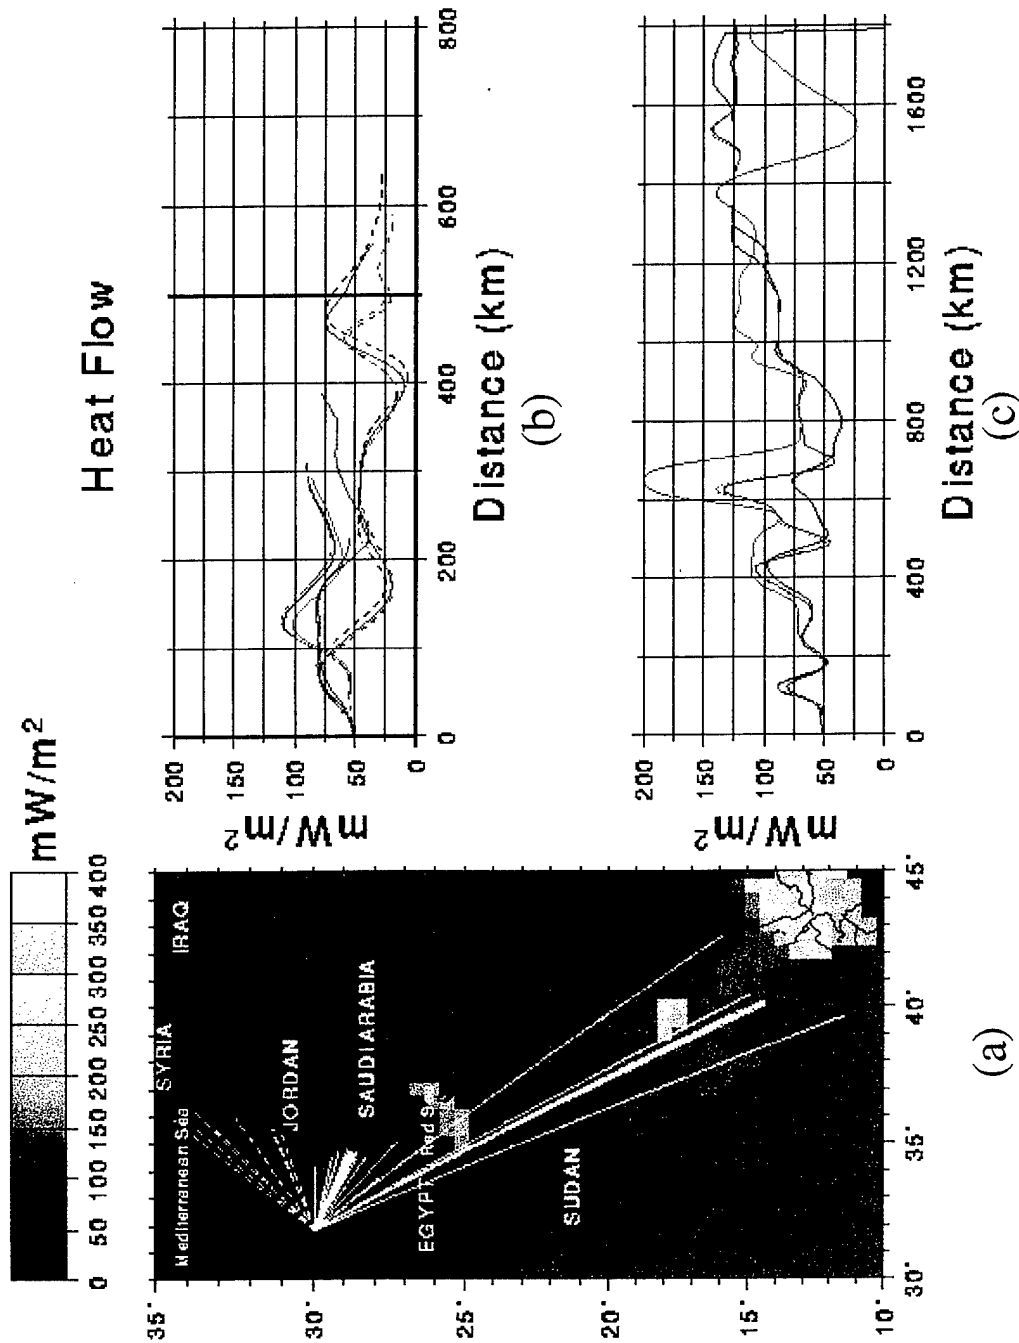 Heat Flow
mW/m²
0 50 100 150 200 250 300 350 400
35°
30°
25°
20°
15°
10°
30°
35°
40°
45°
Mediterranean Sea
SYRIA
IRAQ
JORDAN
SAUDI ARABIA
EGYPT
Red Se
SUDAN
(a)
mW/m²
200
150
100
50
0
0 200 400 600 800
Distance (km)
(b)
mW/m²
200
150
100
50
0
0 400 800 1200 1600
Distance (km)
(c)